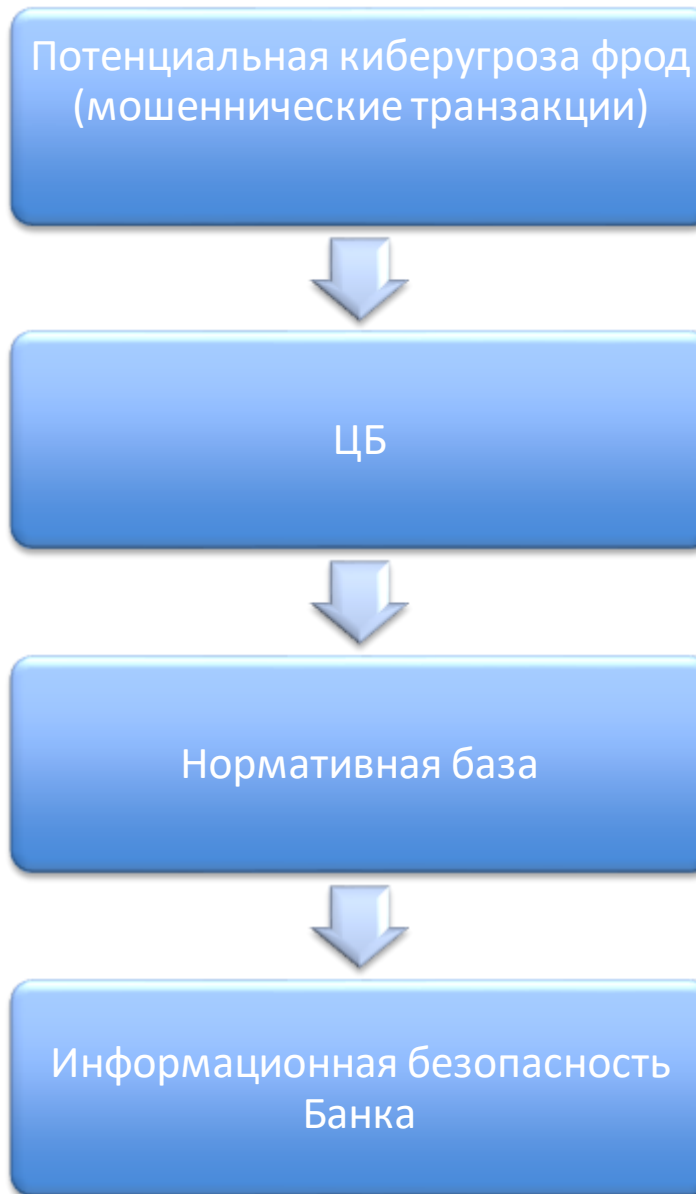 Потенциальная киберугроза фрод
(мошеннические транзакции)
ЦБ
Нормативная база
Информационная безопасность
Банка